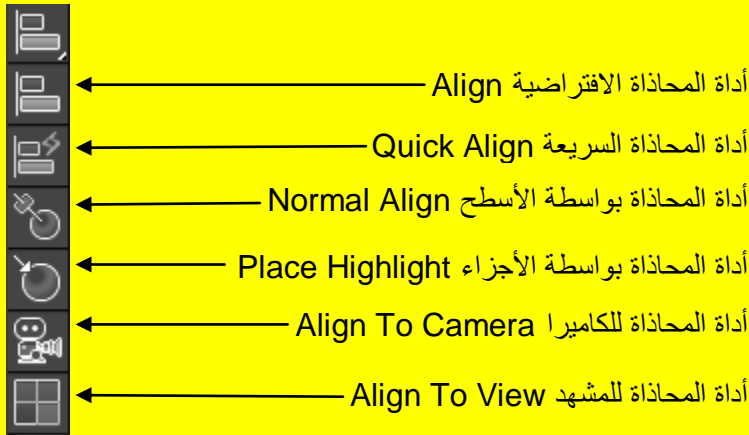 أداة المحاذاة الافتراضية Align
أداة المحاذاة السريعة Quick Align
أداة المحاذاة بواسطة الأسطح Normal Align
أداة المحاذاة بواسطة الأجزاء Place Highlight
أداة المحاذاة للكاميرا Align To Camera
أداة المحاذاة للمشهد Align To View